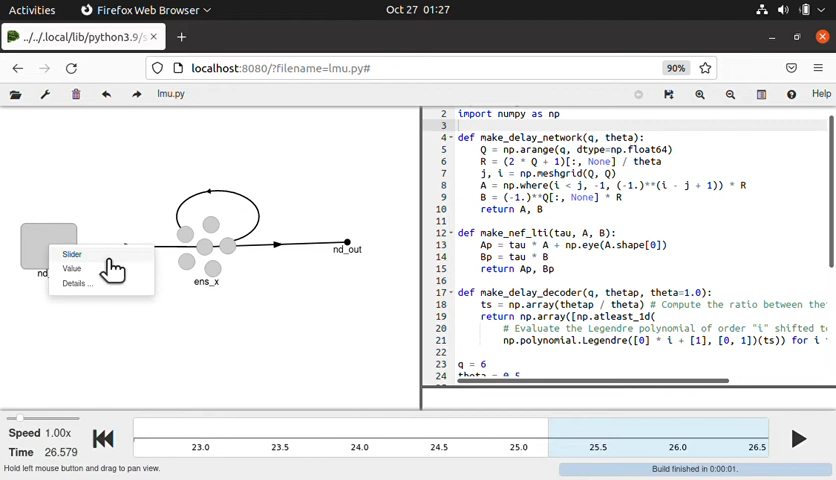 Activities
Firefox Web Browser
Oct 27 01:27
../../.local/lib/python3.9/s
localhost:8080/?filename=lmu.py#
90%
lmu.py
Help
2 import numpy as np
3
4 def make_delay_network(q, theta):
5 Q = np.arange(q, dtype=np.float64)
6 R = (2 * Q + 1)[:, None] / theta
7 j, i = np.meshgrid(Q, Q)
8 A = np.where(i < j, -1, (-1.)**(i - j + 1)) * R
9 B = (-1.)**Q[:, None] * R
10 return A, B
11
12 def make_nef_lti(tau, A, B):
13 Ap = tau * A + np.eye(A.shape[0])
14 Bp = tau * B
15 return Ap, Bp
16
17 def make_delay_decoder(q, thetap, theta=1.0):
18 ts = np.array(thetap / theta) # Compute the ratio between the
19 return np.array([np.atleast_1d(
20 # Evaluate the Legendre polynomial of order "i" shifted to
21 np.polynomial.Legendre([0] * i + [1], [0, 1])(ts)) for i
22
23 q = 6
24 theta = 0.5
nd_out
Slider
Value
Details ...
nd_
ens_x
Speed 1.00x
Time 26.579
23.0 23.5 24.0 24.5 25.0 25.5 26.0 26.5
Hold left mouse button and drag to pan view.
Build finished in 0:00:01.